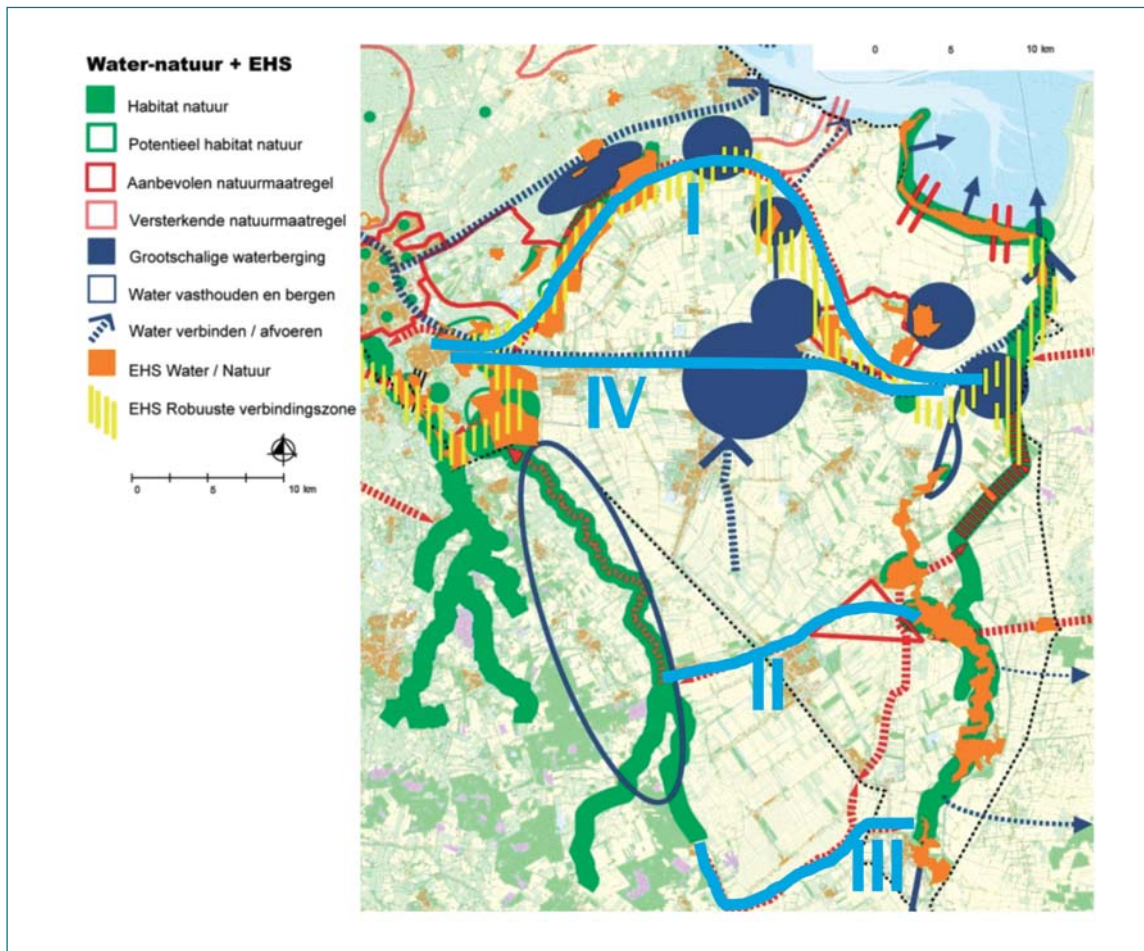 Water-natuur + EHS
Habitat natuur
Potentieel habitat natuur
Aanbevolen natuurmaatregel
Versterkende natuurmaatregel
Grootschalige waterberging
Water vasthouden en bergen
Water verbinden / afvoeren
EHS Water / Natuur
EHS Robuuste verbindingszone
0 5 10 km
0 5 10 km
I
IV
II
III